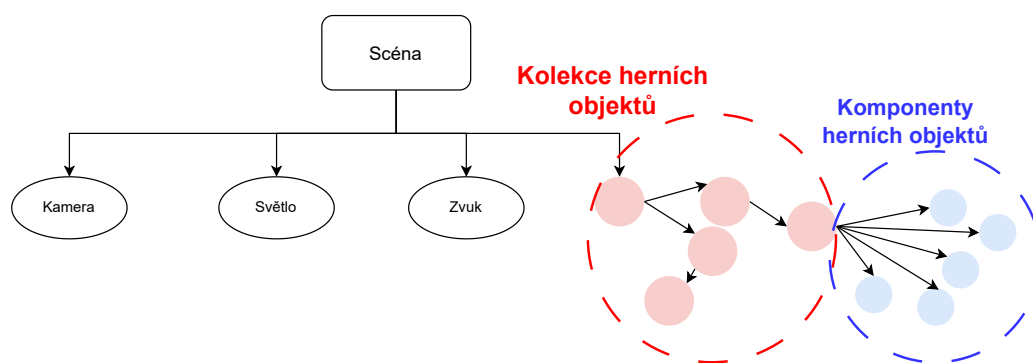 Scéna
Kolekce herních
objektů
Komponenty
herních objektů
Kamera
Světlo
Zvuk